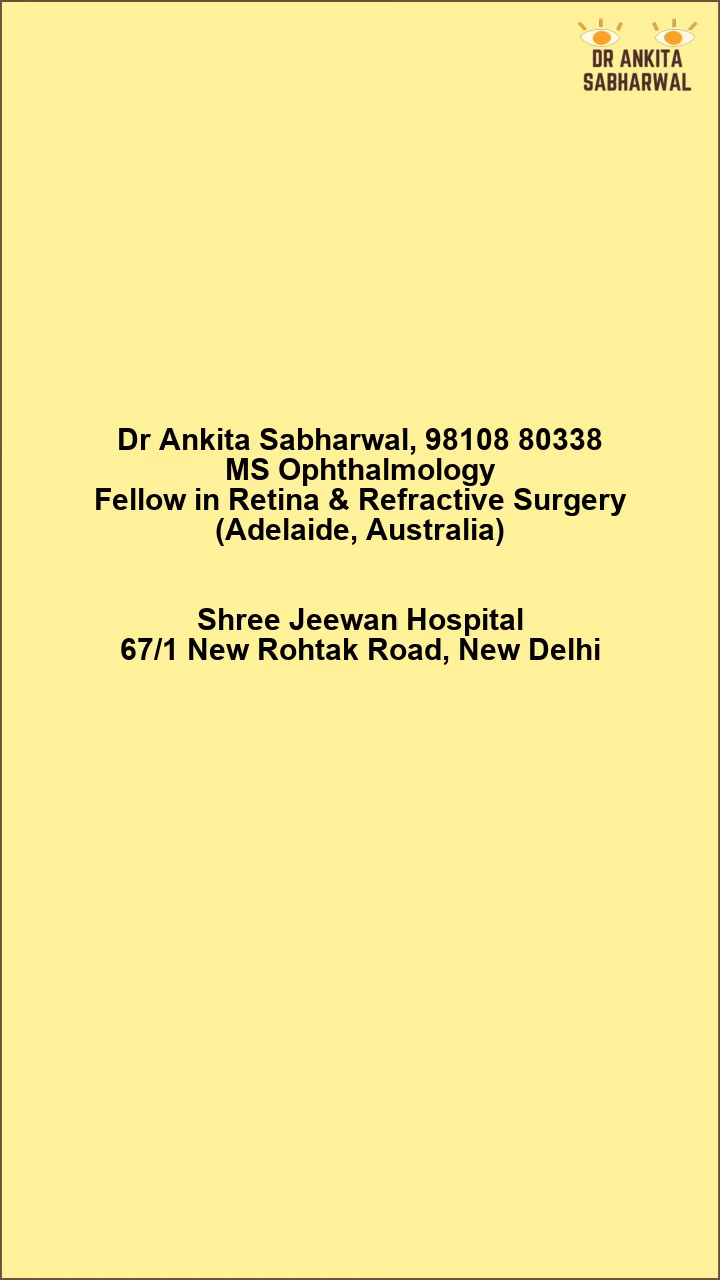 DR ANKITA
SABHARWAL
Dr Ankita Sabharwal, 98108 80338
MS Ophthalmology
Fellow in Retina & Refractive Surgery
(Adelaide, Australia)
Shree Jeewan Hospital
67/1 New Rohtak Road, New Delhi